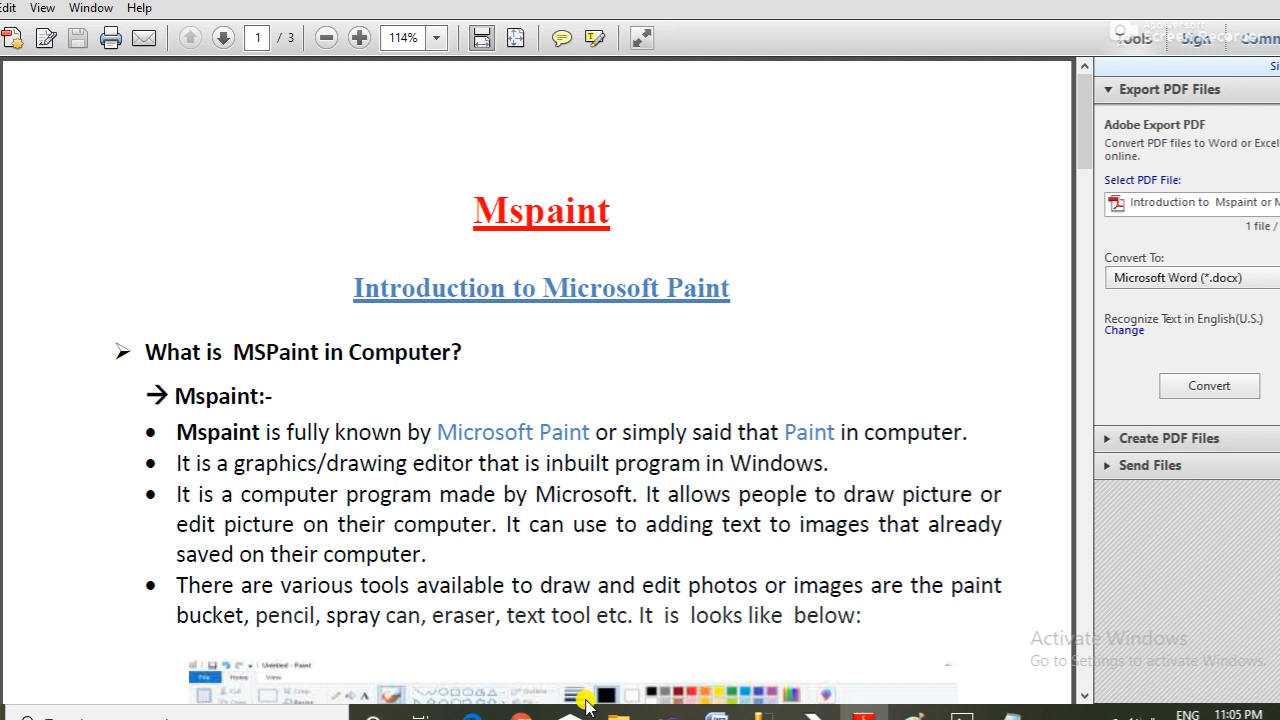 Edit View Window Help
1 / 3 114%
Tools Sign
Mspaint
Introduction to Microsoft Paint
➢ What is MSPaint in Computer?
→ Mspaint:-
• Mspaint is fully known by Microsoft Paint or simply said that Paint in computer.
• It is a graphics/drawing editor that is inbuilt program in Windows.
• It is a computer program made by Microsoft. It allows people to draw picture or
edit picture on their computer. It can use to adding text to images that already
saved on their computer.
• There are various tools available to draw and edit photos or images are the paint
bucket, pencil, spray can, eraser, text tool etc. It is looks like below:
Untitled - Paint
File Home View
Cut Crop Outline
Export PDF Files
Adobe Export PDF
Convert PDF files to Word or Excel
online.
Select PDF File:
Introduction to Mspaint or M
1 file /
Convert To:
Microsoft Word (*.docx)
Recognize Text in English(U.S.)
Change
Convert
Create PDF Files
Send Files
Activate Windows
Go to Settings to activate Windows.
ENG 11:05 PM